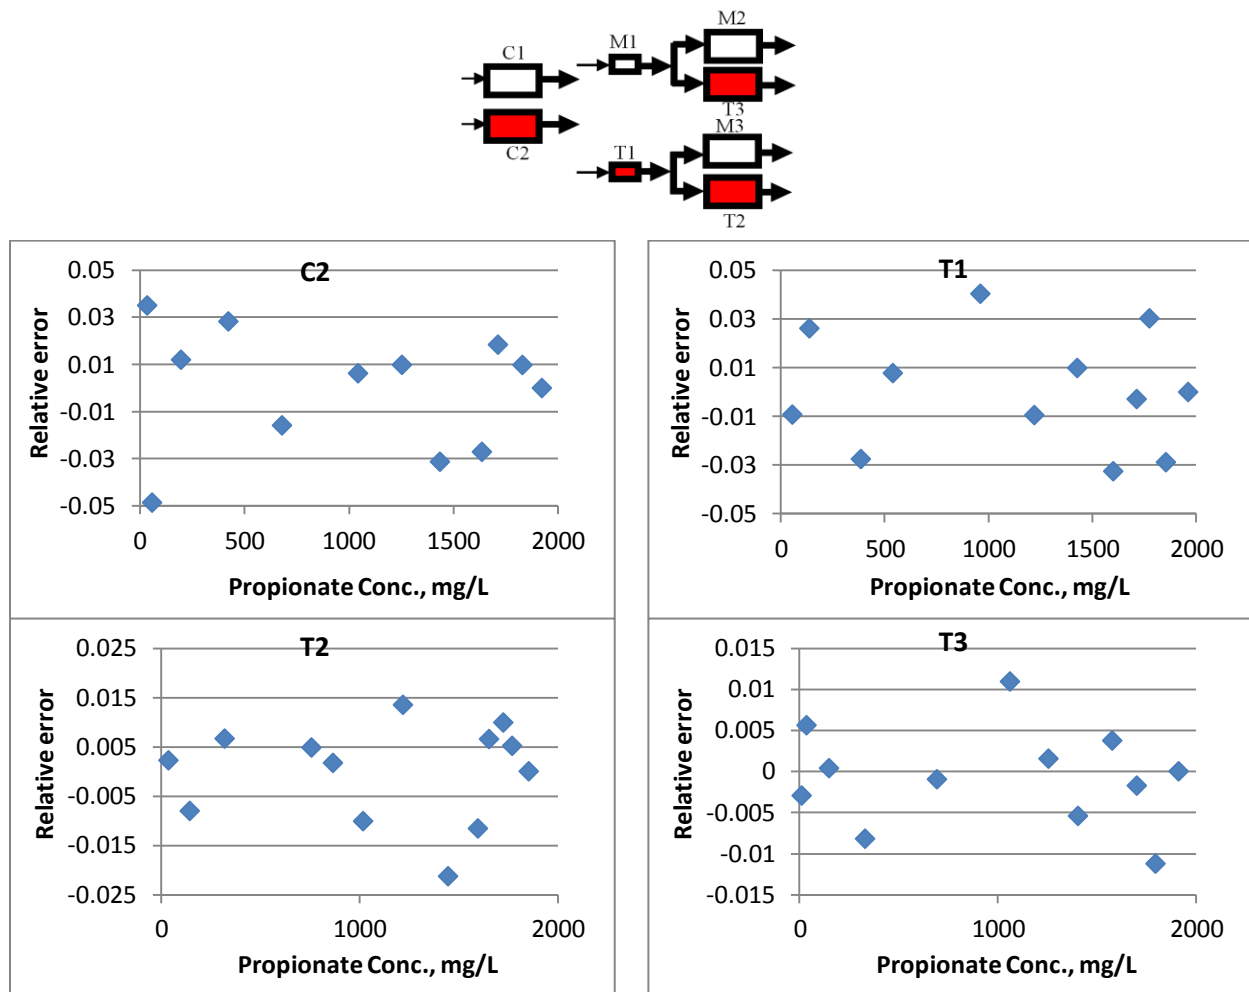 M2
C1
M1
T3
M3
C2
T1
T2
C2
Relative error
0.05
0.03
0.01
-0.01
-0.03
-0.05
0 500 1000 1500 2000
Propionate Conc., mg/L
T1
Relative error
0.05
0.03
0.01
-0.01
-0.03
-0.05
0 500 1000 1500 2000
Propionate Conc., mg/L
T2
Relative error
0.025
0.015
0.005
-0.005
-0.015
-0.025
0 1000 2000
Propionate Conc., mg/L
T3
Relative error
0.015
0.01
0.005
0
-0.005
-0.01
-0.015
0 1000 2000
Propionate Conc., mg/L